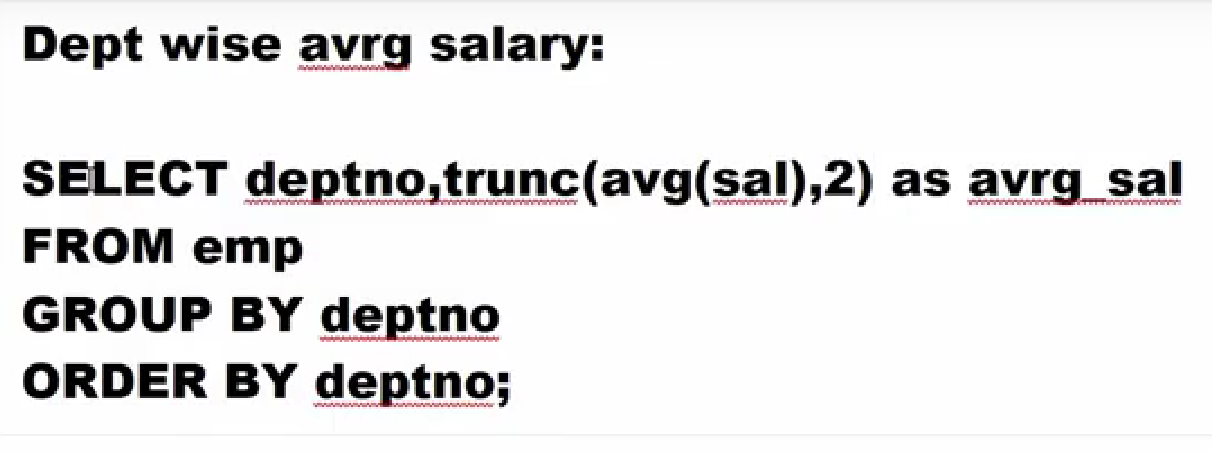 Dept wise avrg salary:
SELECT deptno,trunc(avg(sal),2) as avrg_sal
FROM emp
GROUP BY deptno
ORDER BY deptno;